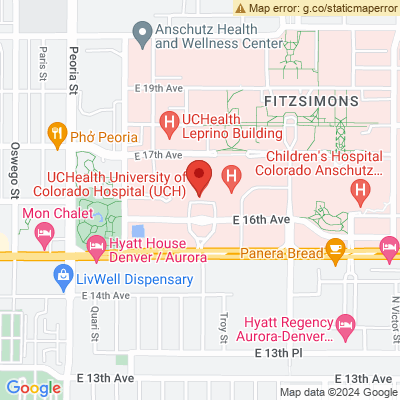 Map error: g.co/staticmaperror
Anschutz Health
and Wellness Center
Paris St
Peoria St
E 19th Ave
FITZSIMONS
UCHealth
Leprino Building
Phở Peoria
E 17th Ave
Oswego St
UCHealth University of
Colorado Hospital (UCH)
Children's Hospital
Colorado Anschutz...
Mon Chalet
E 16th Ave
Hyatt House
Denver / Aurora
Panera Bread
LivWell Dispensary
E 14th Ave
Quari St
Troy St
N Victor St
Hyatt Regency
Aurora-Denver...
E 13th Pl
E 13th Ave
E 13th Ave
Google
Map data ©2024 Google